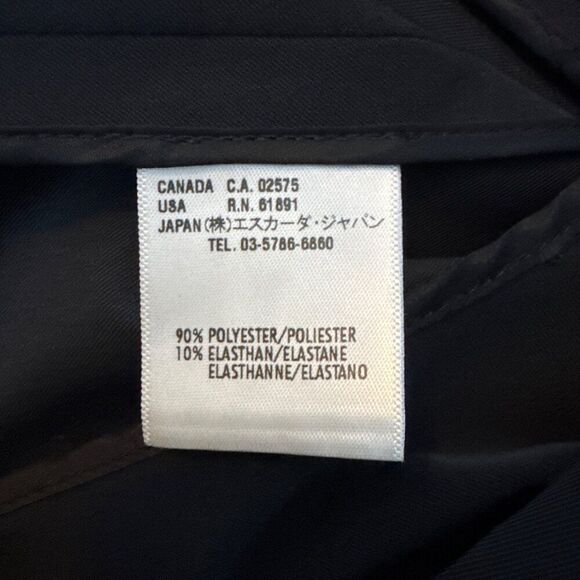 CANADA C.A. 02575
USA R.N. 61891
JAPAN (株)エスカーダ・ジャパン
TEL. 03-5786-6860
90% POLYESTER/POLIESTER
10% ELASTHAN/ELASTANE
ELASTHANNE/ELASTANO